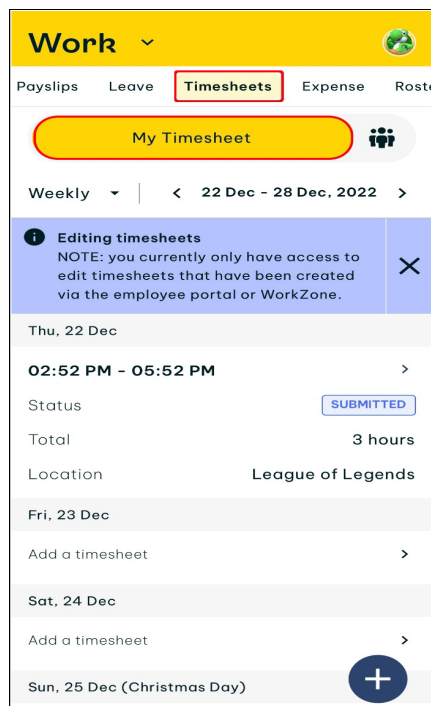 Work
Payslips Leave Timesheets Expense Roste
My Timesheet
Weekly < 22 Dec - 28 Dec, 2022 >
Editing timesheets
NOTE: you currently only have access to
edit timesheets that have been created
via the employee portal or WorkZone.
Thu, 22 Dec
02:52 PM - 05:52 PM >
Status SUBMITTED
Total 3 hours
Location League of Legends
Fri, 23 Dec
Add a timesheet >
Sat, 24 Dec
Add a timesheet >
Sun, 25 Dec (Christmas Day)